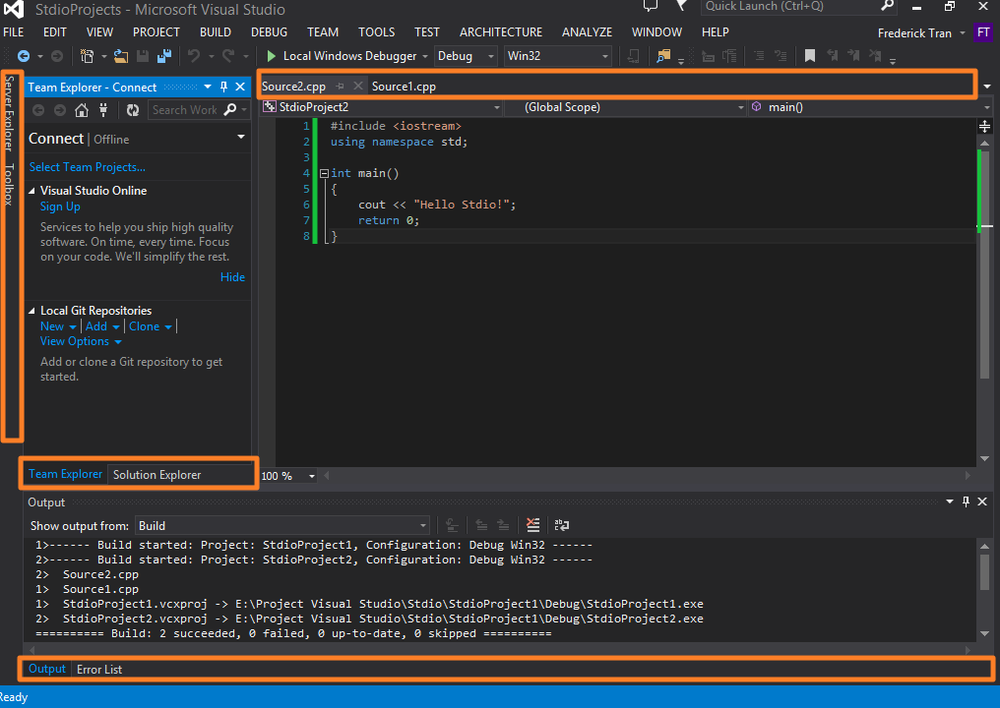 StdioProjects - Microsoft Visual Studio
Quick Launch (Ctrl+Q)
FILE EDIT VIEW PROJECT BUILD DEBUG TEAM TOOLS TEST ARCHITECTURE ANALYZE WINDOW HELP Frederick Tran FT
Local Windows Debugger Debug Win32
Server Explorer
Toolbox
Team Explorer - Connect
Search Work
Connect | Offline
Select Team Projects...
Visual Studio Online
Sign Up
Services to help you ship high quality
software. On time, every time. Focus
on your code. We'll simplify the rest.
Hide
Local Git Repositories
New | Add | Clone |
View Options
Add or clone a Git repository to get
started.
Team Explorer Solution Explorer
Source2.cpp Source1.cpp
StdioProject2 (Global Scope) main()
1 #include <iostream>
2 using namespace std;
3
4 int main()
5 {
6 cout << "Hello Stdio!";
7 return 0;
8 }
100 %
Output
Show output from: Build
1>------ Build started: Project: StdioProject1, Configuration: Debug Win32 ------
2>------ Build started: Project: StdioProject2, Configuration: Debug Win32 ------
2> Source2.cpp
1> Source1.cpp
1> StdioProject1.vcxproj -> E:\Project Visual Studio\Stdio\StdioProject1\Debug\StdioProject1.exe
2> StdioProject2.vcxproj -> E:\Project Visual Studio\Stdio\StdioProject1\Debug\StdioProject2.exe
========== Build: 2 succeeded, 0 failed, 0 up-to-date, 0 skipped ==========
Output Error List
Ready